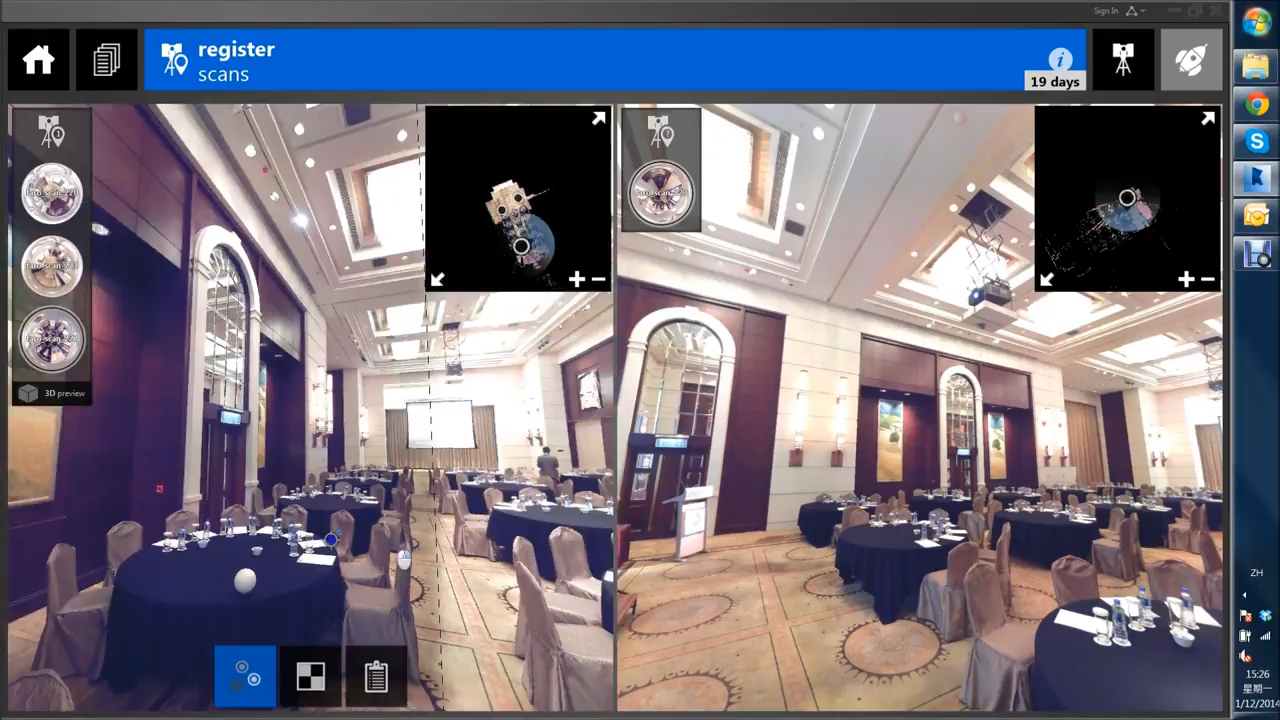 Sign In
register
scans
i
19 days
3D preview
S
ZH
15:26
星期一
1/12/2014